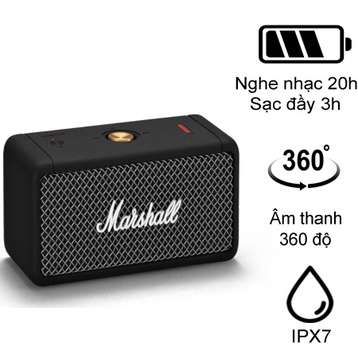 Nghe nhạc 20h
Sạc đầy 3h
360°
Marshall
Âm thanh
360 độ
IPX7